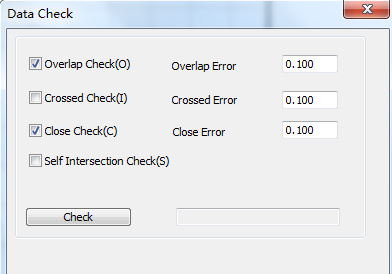 Data Check
Overlap Check(O) Overlap Error 0.100
Crossed Check(I) Crossed Error 0.100
Close Check(C) Close Error 0.100
Self Intersection Check(S)
Check